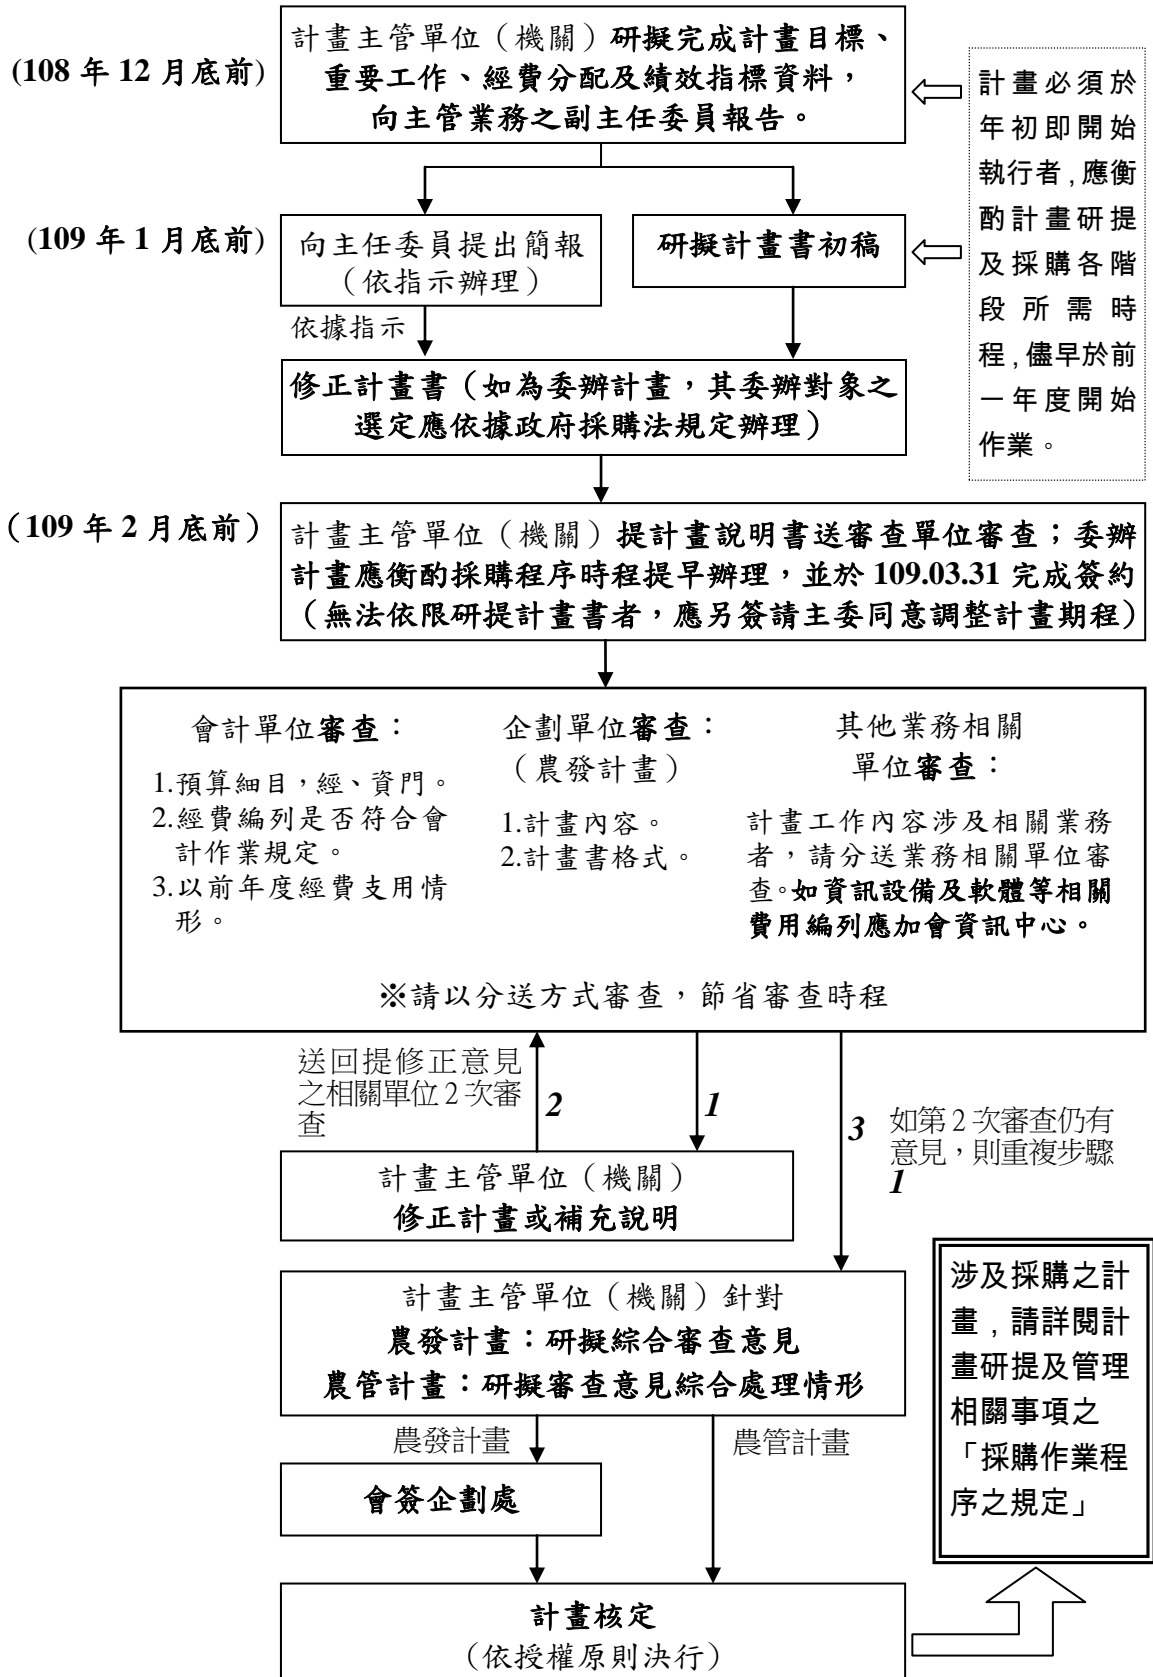 (108 年 12 月底前)
計畫主管單位（機關）研擬完成計畫目標、
重要工作、經費分配及績效指標資料，
向主管業務之副主任委員報告。
計畫必須於
年初即開始
執行者,應衡
酌計畫研提
及採購各階
段所需時
程,儘早於前
一年度開始
作業。
(109 年 1 月底前)
向主任委員提出簡報
（依指示辦理）
研擬計畫書初稿
依據指示
修正計畫書（如為委辦計畫，其委辦對象之
選定應依據政府採購法規定辦理）
（109 年 2 月底前）
計畫主管單位（機關）提計畫說明書送審查單位審查；委辦
計畫應衡酌採購程序時程提早辦理，並於 109.03.31 完成簽約
（無法依限研提計畫書者，應另簽請主委同意調整計畫期程）
會計單位審查：
1.預算細目，經、資門。
2.經費編列是否符合會
計作業規定。
3.以前年度經費支用情
形。
企劃單位審查：
（農發計畫）
1.計畫內容。
2.計畫書格式。
其他業務相關
單位審查：
計畫工作內容涉及相關業務
者，請分送業務相關單位審
查。如資訊設備及軟體等相關
費用編列應加會資訊中心。
※請以分送方式審查，節省審查時程
送回提修正意見
之相關單位 2 次審
查
2
1
3
如第 2 次審查仍有
意見，則重複步驟
1
計畫主管單位（機關）
修正計畫或補充說明
計畫主管單位（機關）針對
農發計畫：研擬綜合審查意見
農管計畫：研擬審查意見綜合處理情形
涉及採購之計
畫,請詳閱計
畫研提及管理
相關事項之
「採購作業程
序之規定」
農發計畫
農管計畫
會簽企劃處
計畫核定
（依授權原則決行）